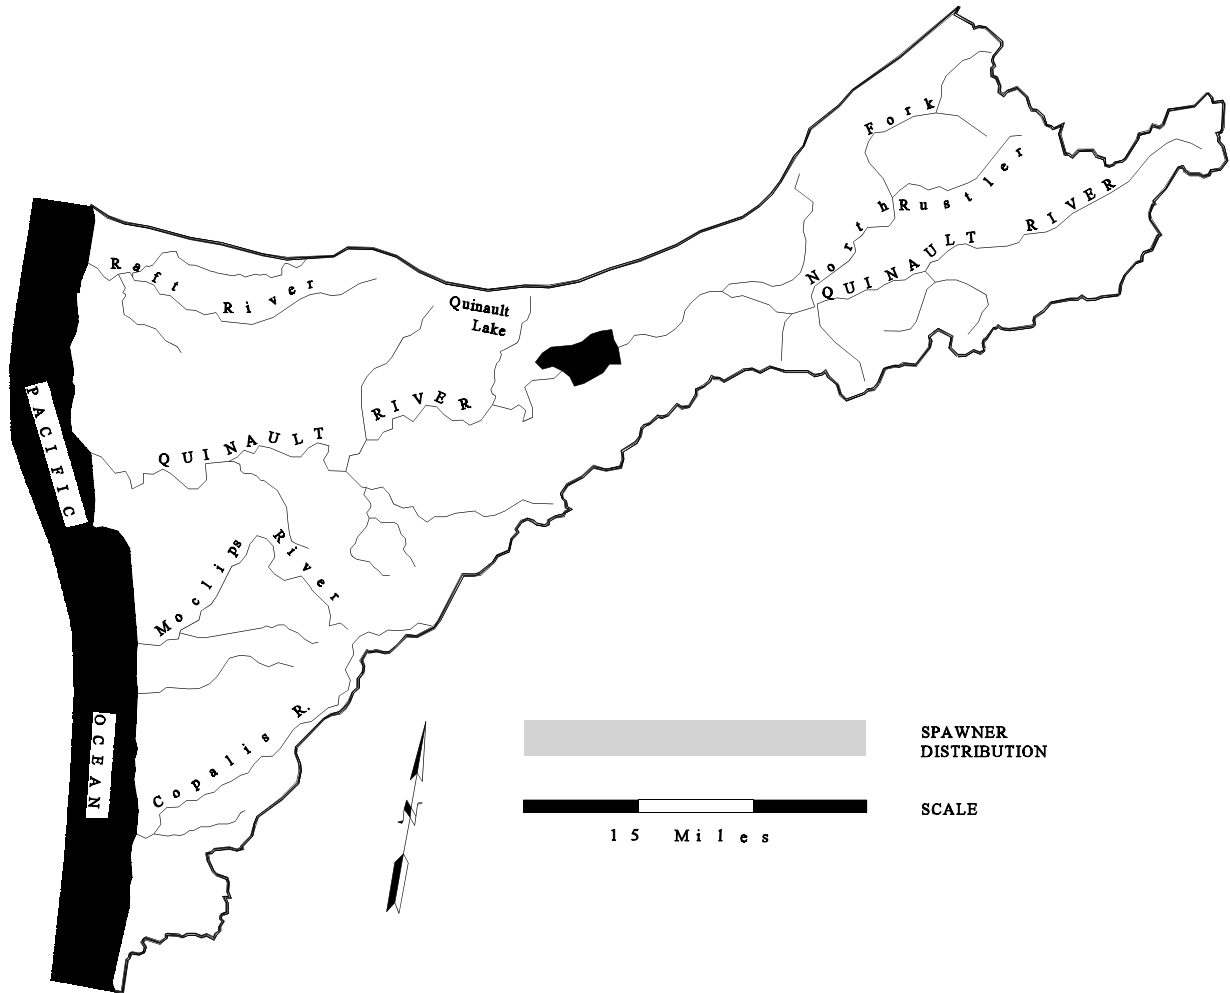 Fork
North
Rustler
QUINAULT RIVER
Raft River
Quinault
Lake
QUINAULT RIVER
PACIFIC
Moclips River
Copalis R.
OCEAN
N
SPAWNER
DISTRIBUTION
SCALE
15 Miles